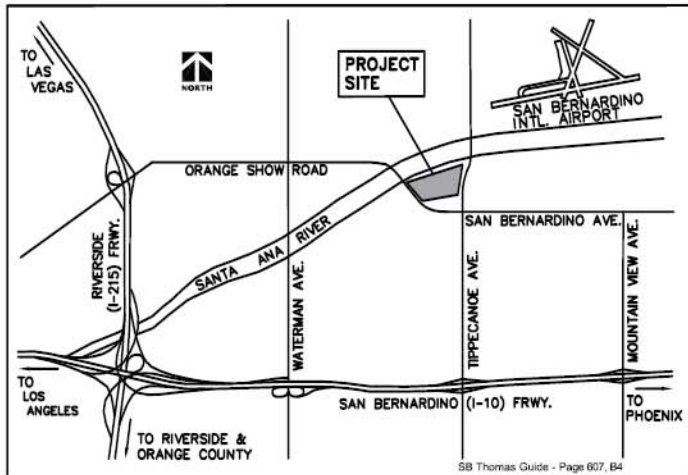 TO
LAS
VEGAS
NORTH
PROJECT
SITE
SAN BERNARDINO
INTL. AIRPORT
ORANGE SHOW ROAD
SAN BERNARDINO AVE.
RIVERSIDE
(I-215) FRWY.
SANTA ANA RIVER
WATERMAN AVE.
TIPPECANOE AVE.
MOUNTAIN VIEW AVE.
TO
LOS
ANGELES
SAN BERNARDINO (I-10) FRWY.
TO
PHOENIX
TO RIVERSIDE &
ORANGE COUNTY
SB Thomas Guide - Page 607, B4